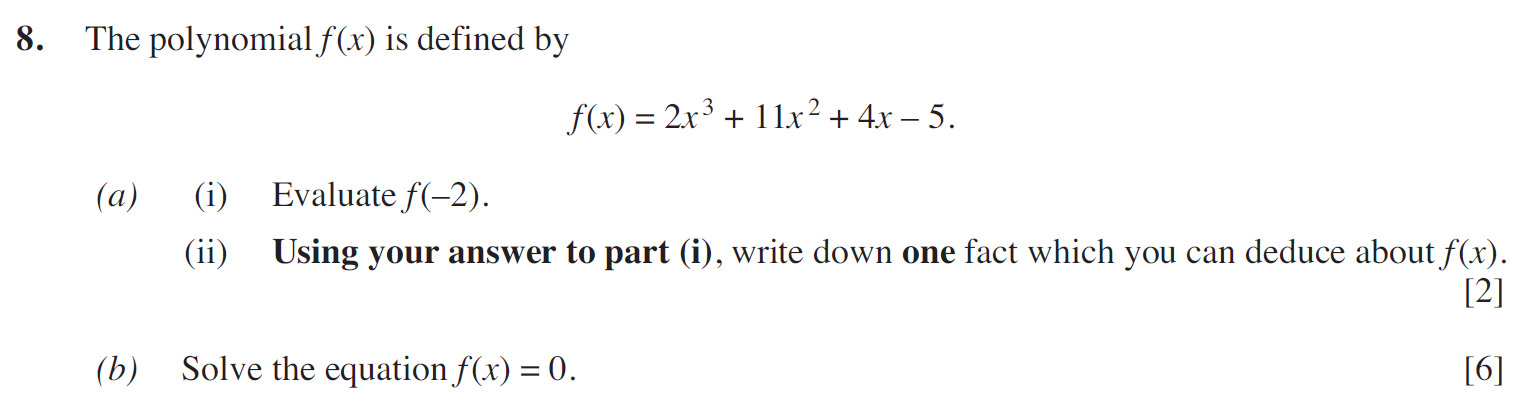 8. The polynomial f(x) is defined by
f(x) = 2x³ + 11x² + 4x – 5.
(a) (i) Evaluate f(–2).
(ii) Using your answer to part (i), write down one fact which you can deduce about f(x).
[2]
(b) Solve the equation f(x) = 0. [6]